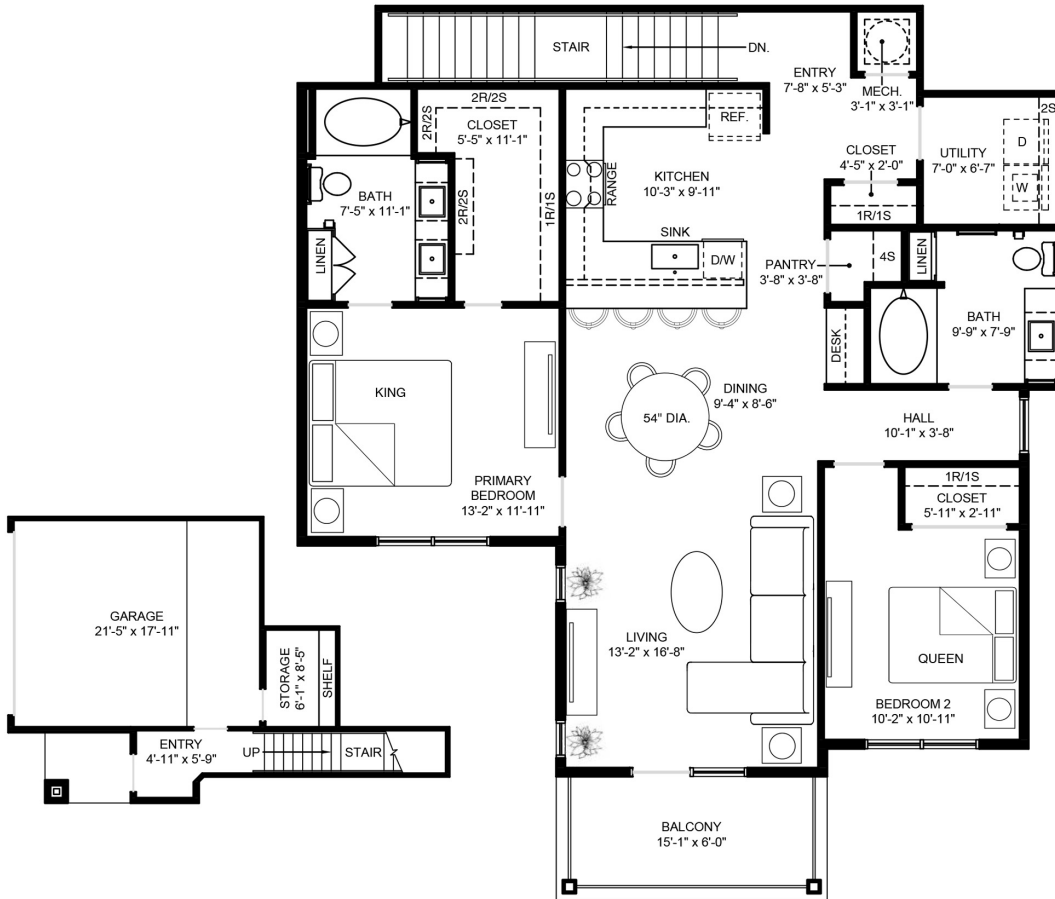 STAIR
DN.
ENTRY
7'-8" x 5'-3"
MECH.
3'-1" x 3'-1"
2R/2S
2R/2S
CLOSET
5'-5" x 11'-1"
2R/2S
1R/1S
REF.
KITCHEN
10'-3" x 9'-11"
RANGE
SINK
D/W
CLOSET
4'-5" x 2'-0"
1R/1S
UTILITY
7'-0" x 6'-7"
2S
D
W
BATH
7'-5" x 11'-1"
LINEN
PANTRY
3'-8" x 3'-8"
4S
LINEN
BATH
9'-9" x 7'-9"
DESK
KING
DINING
9'-4" x 8'-6"
54" DIA.
HALL
10'-1" x 3'-8"
PRIMARY
BEDROOM
13'-2" x 11'-11"
1R/1S
CLOSET
5'-11" x 2'-11"
GARAGE
21'-5" x 17'-11"
STORAGE
6'-1" x 8'-5"
SHELF
LIVING
13'-2" x 16'-8"
QUEEN
BEDROOM 2
10'-2" x 10'-11"
ENTRY
4'-11" x 5'-9"
UP
STAIR
BALCONY
15'-1" x 6'-0"